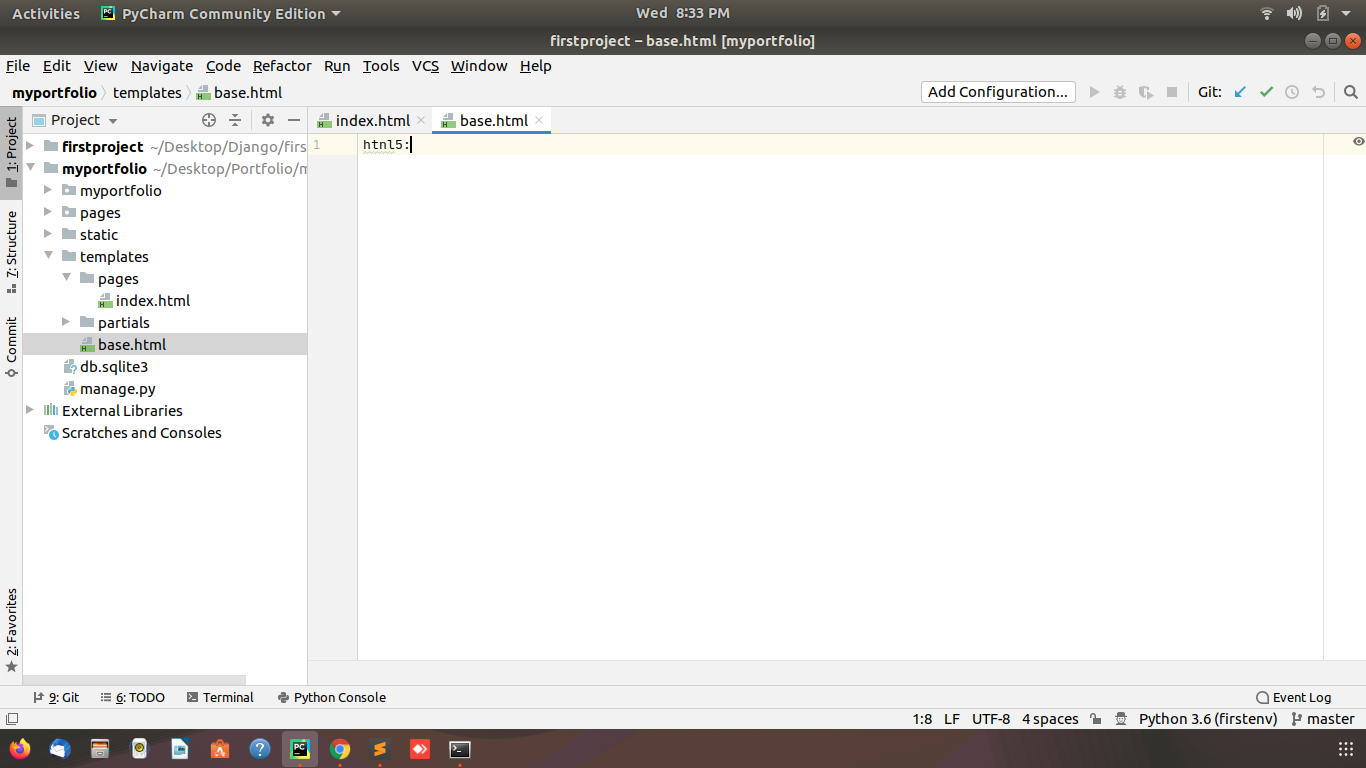 Activities PyCharm Community Edition Wed 8:33 PM
firstproject – base.html [myportfolio]
File Edit View Navigate Code Refactor Run Tools VCS Window Help
myportfolio templates base.html Add Configuration... Git:
Project index.html base.html
1: Project
7: Structure
Commit
2: Favorites
firstproject ~/Desktop/Django/firs
myportfolio ~/Desktop/Portfolio/m
myportfolio
pages
static
templates
pages
index.html
partials
base.html
db.sqlite3
manage.py
External Libraries
Scratches and Consoles
1 htnl5:
9: Git 6: TODO Terminal Python Console Event Log
1:8 LF UTF-8 4 spaces Python 3.6 (firstenv) master